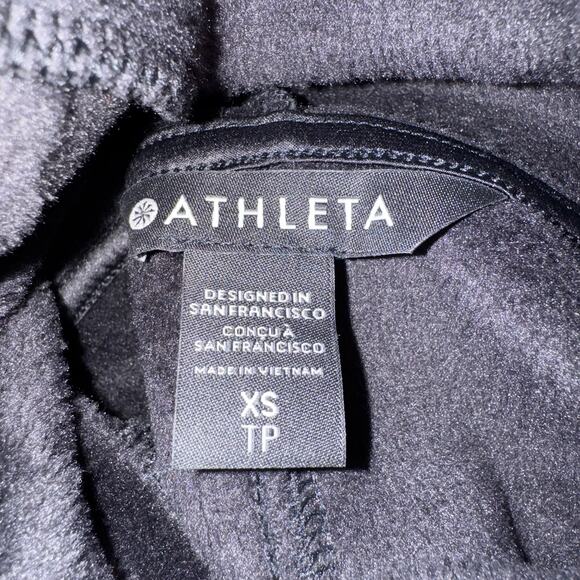 ATHLETA
DESIGNED IN
SAN FRANCISCO
CONÇU À
SAN FRANCISCO
MADE IN VIETNAM
XS
TP